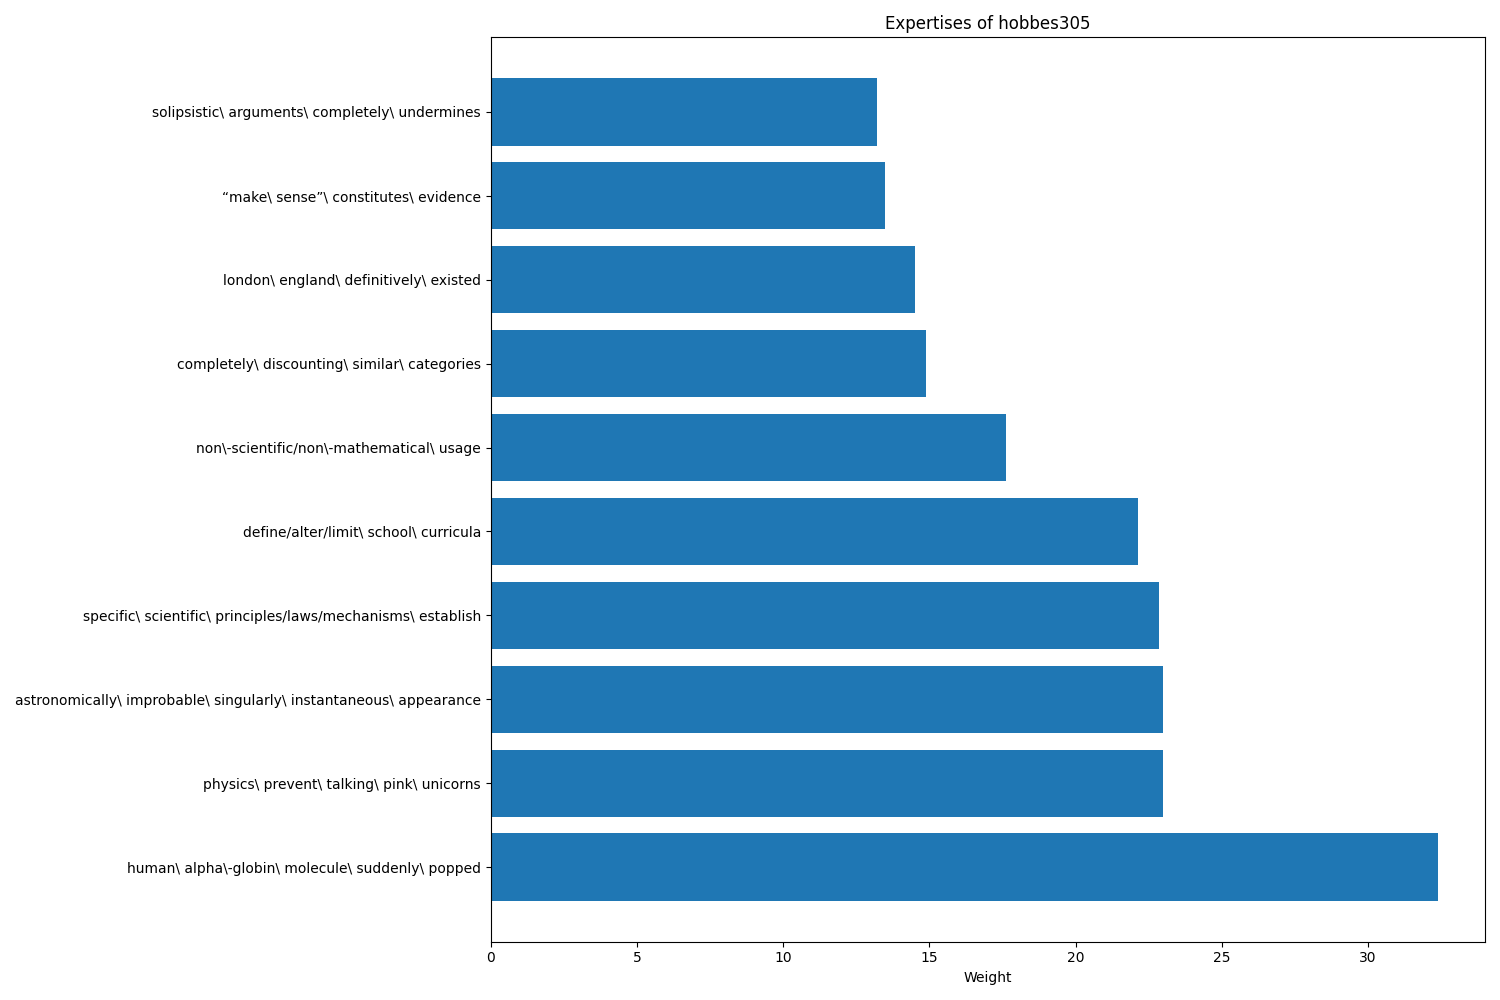 Expertises of hobbes305
solipsistic\ arguments\ completely\ undermines
“make\ sense”\ constitutes\ evidence
london\ england\ definitively\ existed
completely\ discounting\ similar\ categories
non\-scientific/non\-mathematical\ usage
define/alter/limit\ school\ curricula
specific\ scientific\ principles/laws/mechanisms\ establish
astronomically\ improbable\ singularly\ instantaneous\ appearance
physics\ prevent\ talking\ pink\ unicorns
human\ alpha\-globin\ molecule\ suddenly\ popped
0 5 10 15 20 25 30
Weight